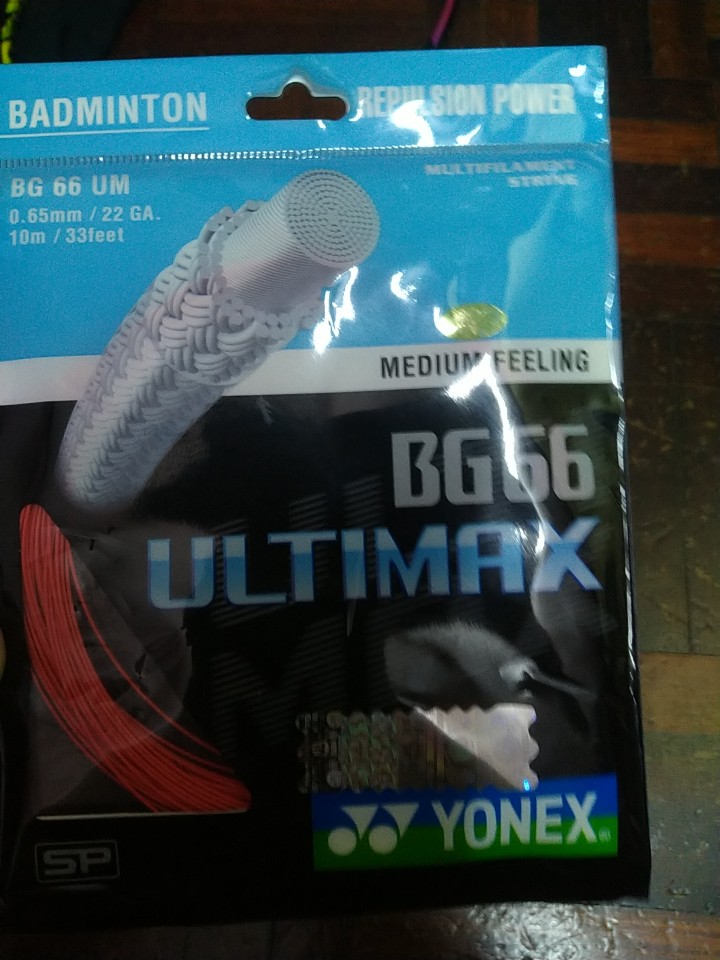 BADMINTON
REPULSION POWER
BG 66 UM
0.65mm / 22 GA.
10m / 33feet
MULTIFILAMENT
STRING
MEDIUM FEELING
BG66
ULTIMAX
YONEX®
SP